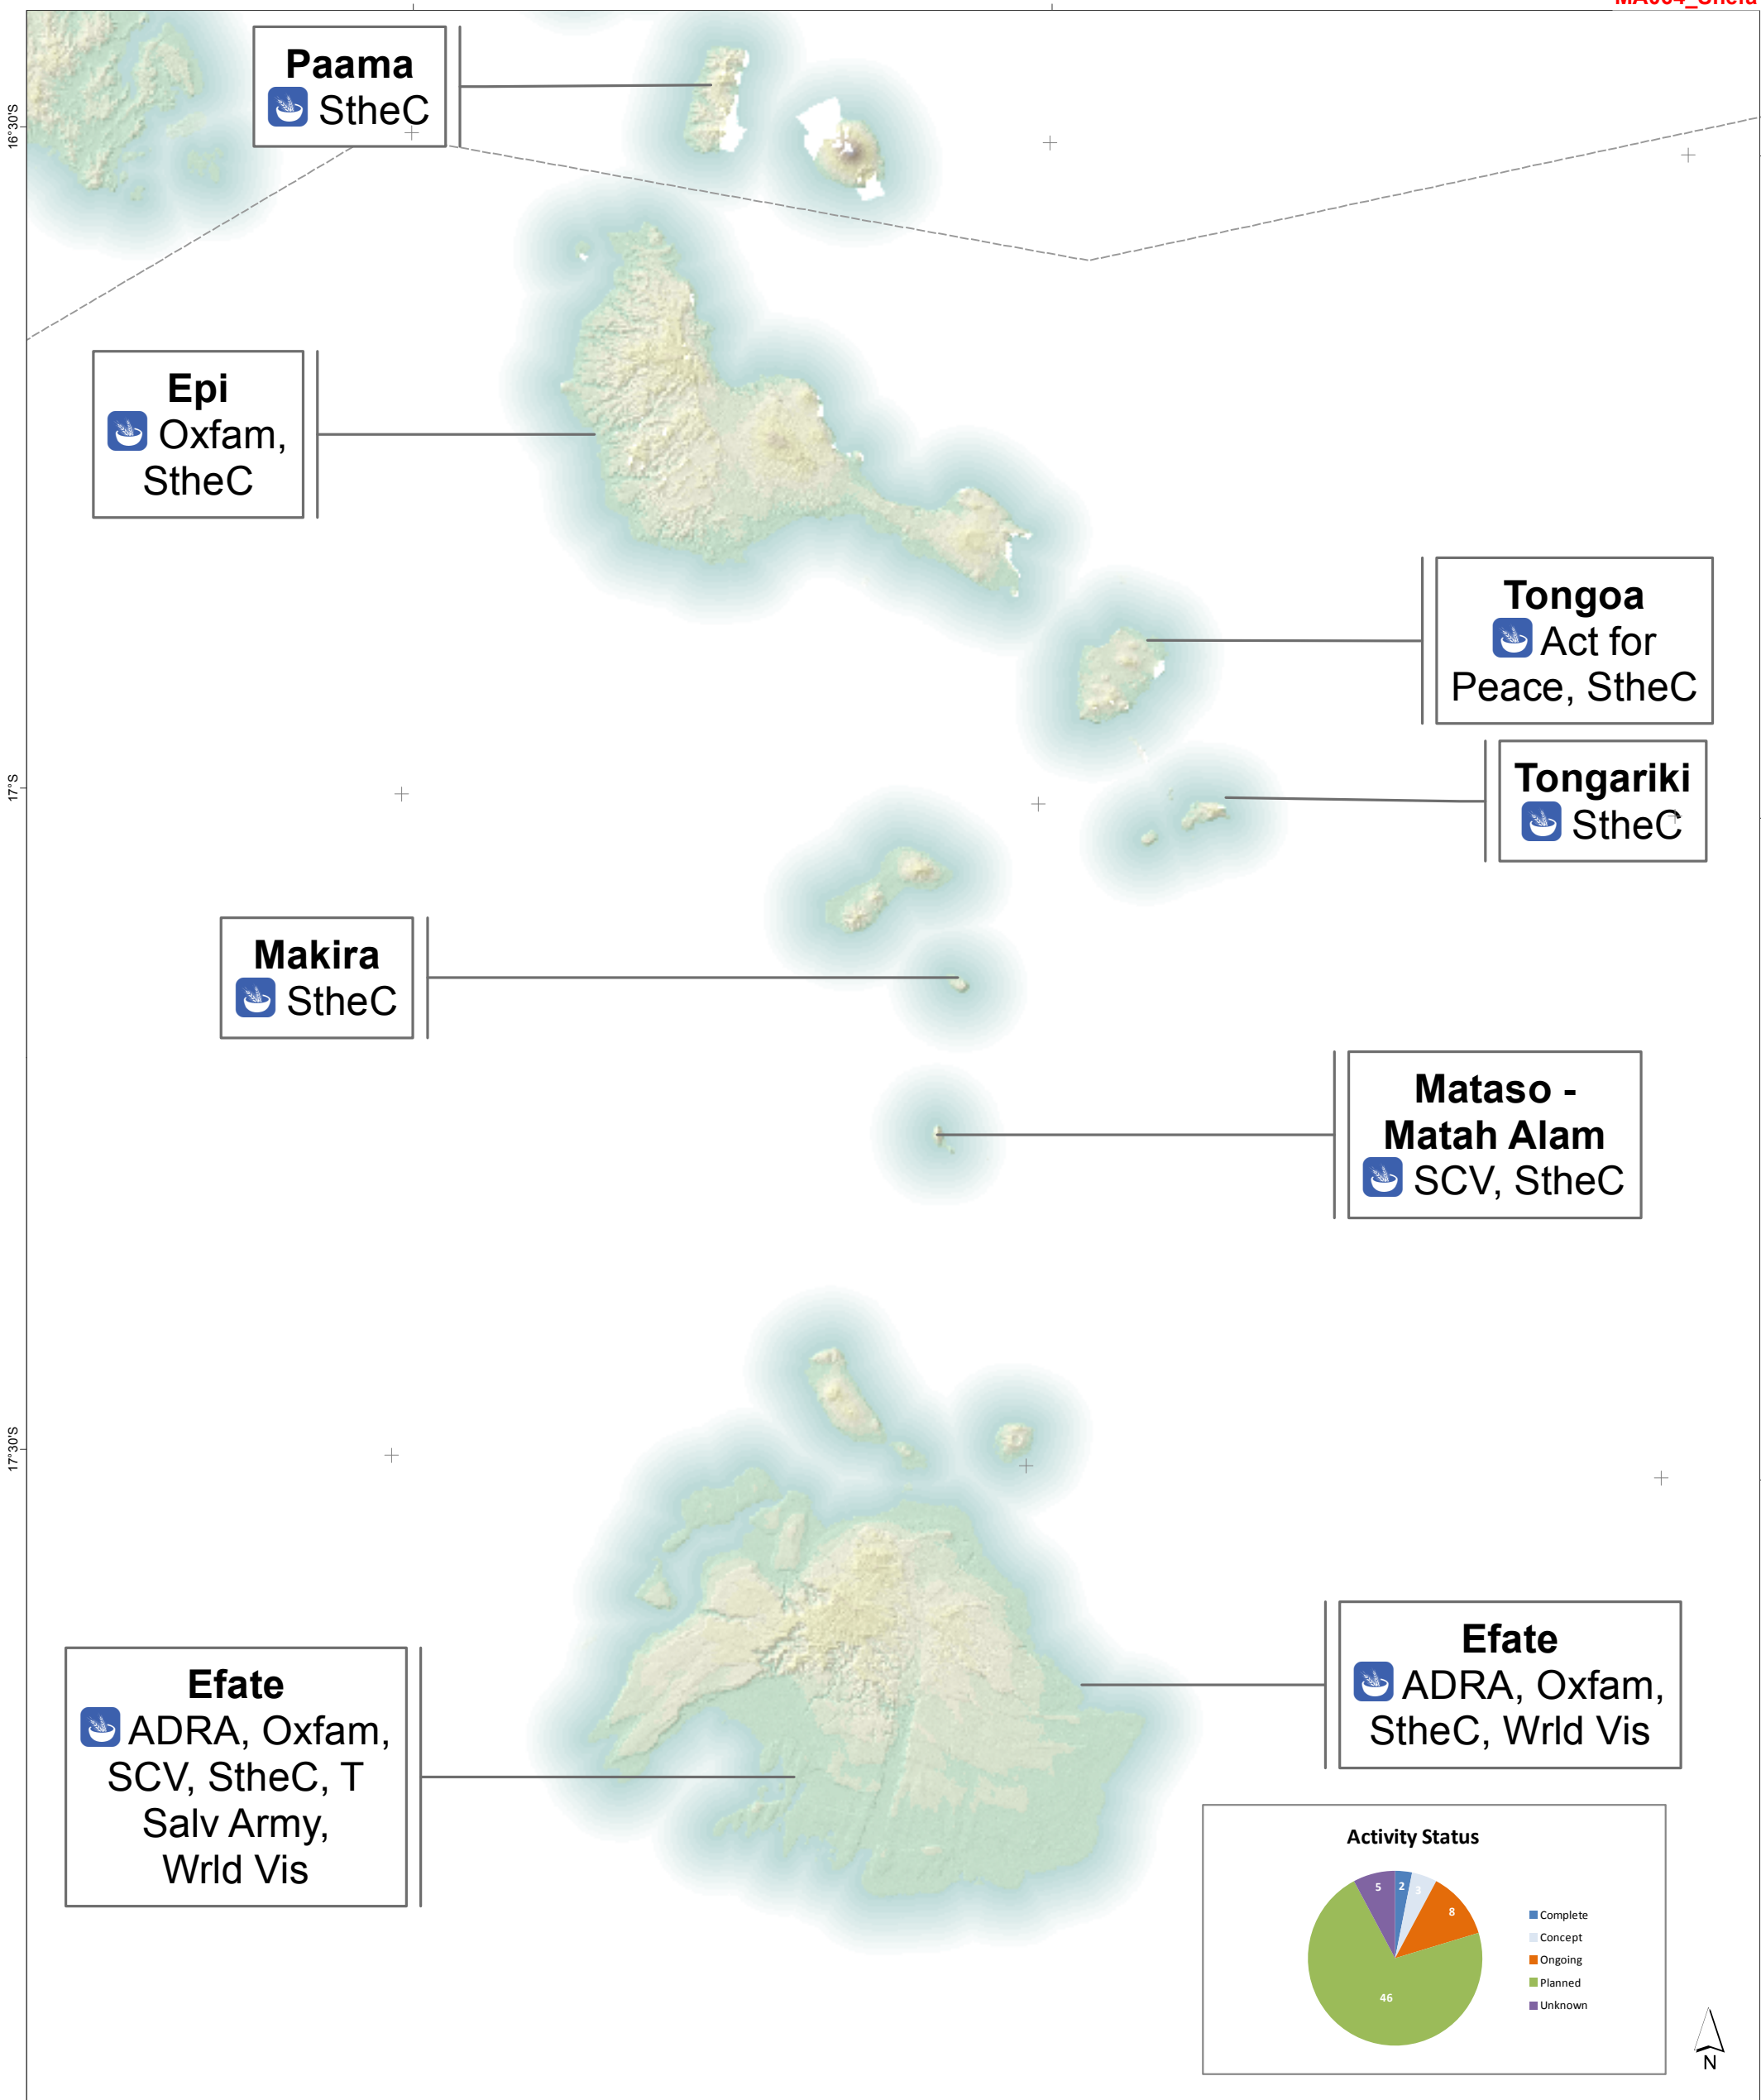 Paama
StheC
16°30'S
Epi
Oxfam,
StheC
Tongoa
Act for
Peace, StheC
17°S
Tongariki
StheC
Makira
StheC
Mataso -
Matah Alam
SCV, StheC
17°30'S
Efate
ADRA, Oxfam,
StheC, Wrld Vis
Efate
ADRA, Oxfam,
SCV, StheC, T
Salv Army,
Wrld Vis
Activity Status
5
2
3
8
46
Complete
Concept
Ongoing
Planned
Unknown
N